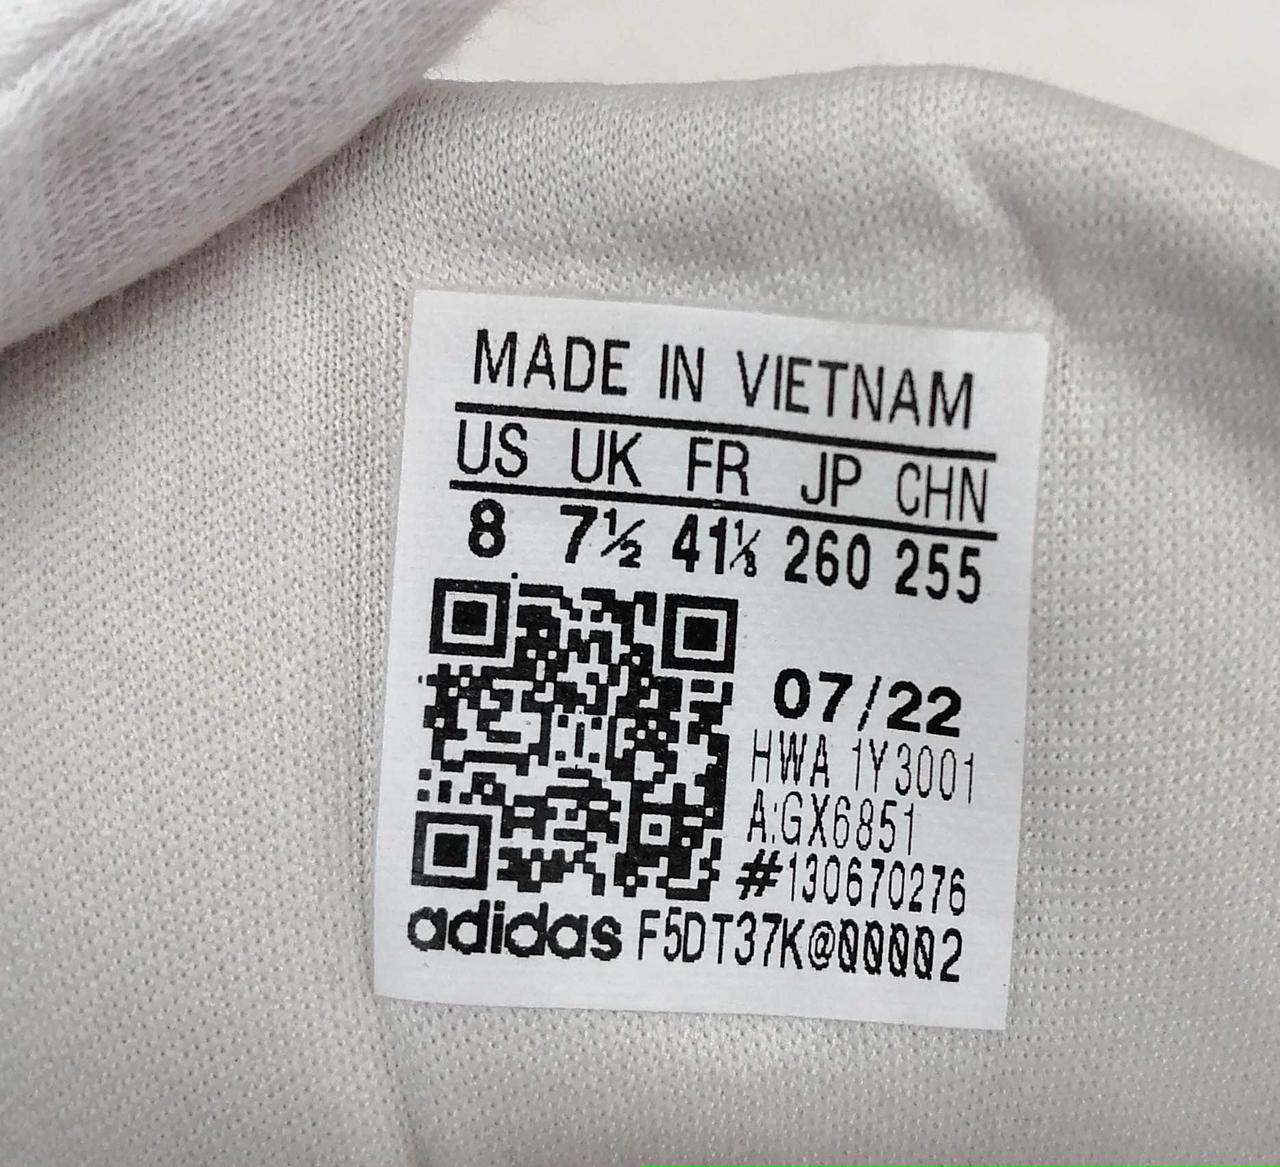 MADE IN VIETNAM
US UK FR JP CHN
8 7½ 41⅓ 260 255
07/22
HWA 1Y3001
A:GX6851
#130670276
adidas F5DT37K@00002